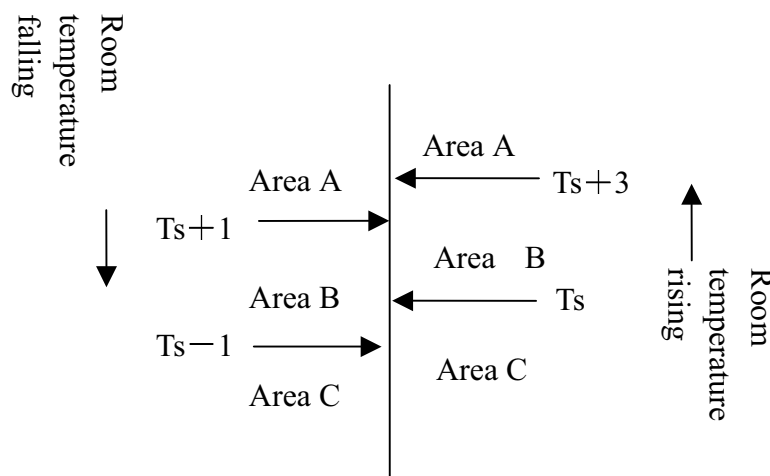 Room
temperature
falling
Area A
Area A
Ts+3
Ts+1
Area B
Area B
Ts
Ts−1
Area C
Area C
Room
temperature
rising